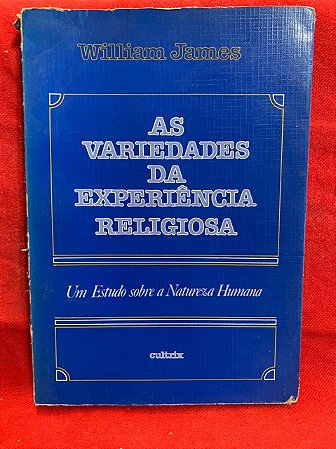 William James
AS
VARIEDADES
DA
EXPERIÊNCIA
RELIGIOSA
Um Estudo sobre a Natureza Humana
cultrix